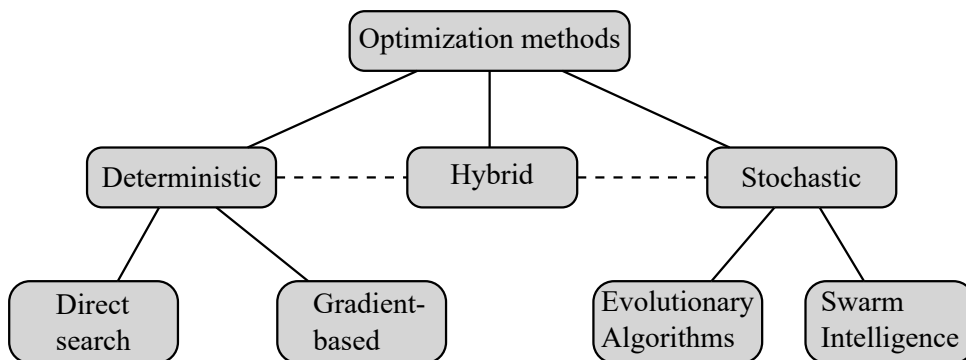 Optimization methods
Deterministic
Hybrid
Stochastic
Direct
search
Gradient-
based
Evolutionary
Algorithms
Swarm
Intelligence